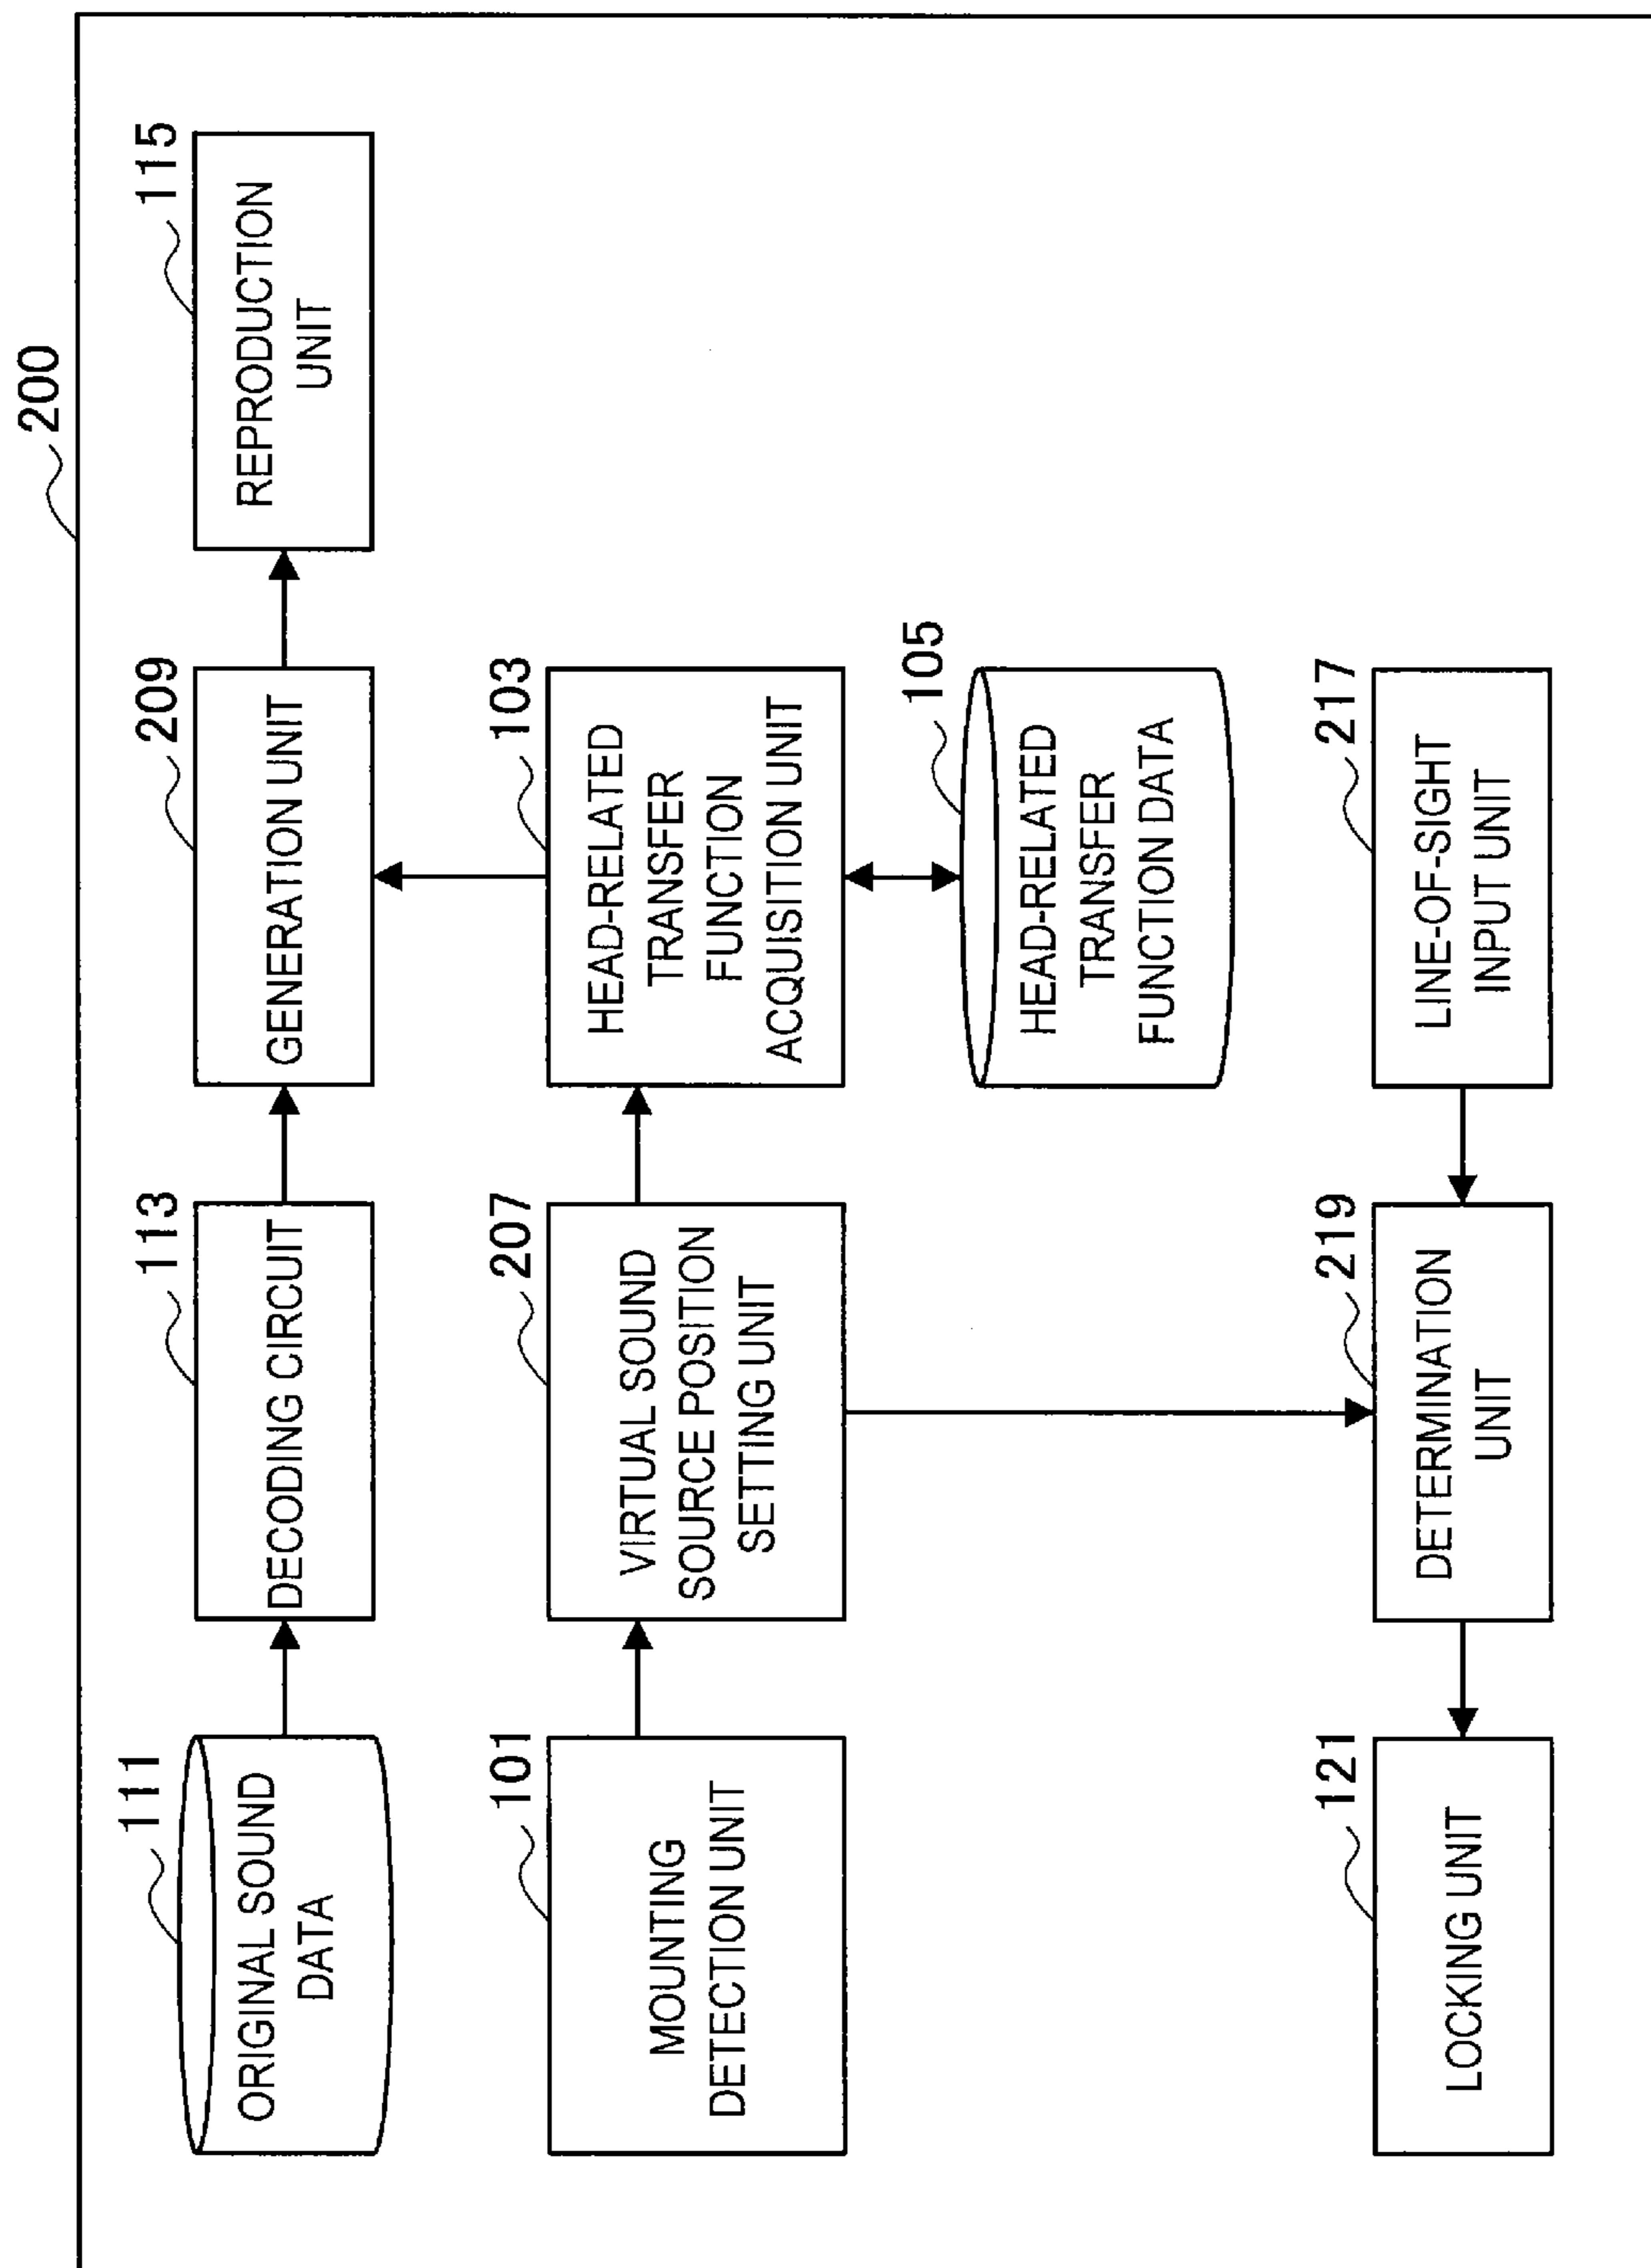 200
111
ORIGINAL SOUND
DATA
113
DECODING CIRCUIT
209
GENERATION UNIT
115
REPRODUCTION
UNIT
101
MOUNTING
DETECTION UNIT
207
VIRTUAL SOUND
SOURCE POSITION
SETTING UNIT
103
HEAD-RELATED
TRANSFER
FUNCTION
ACQUISITION UNIT
105
HEAD-RELATED
TRANSFER
FUNCTION DATA
121
LOCKING UNIT
219
DETERMINATION
UNIT
217
LINE-OF-SIGHT
INPUT UNIT